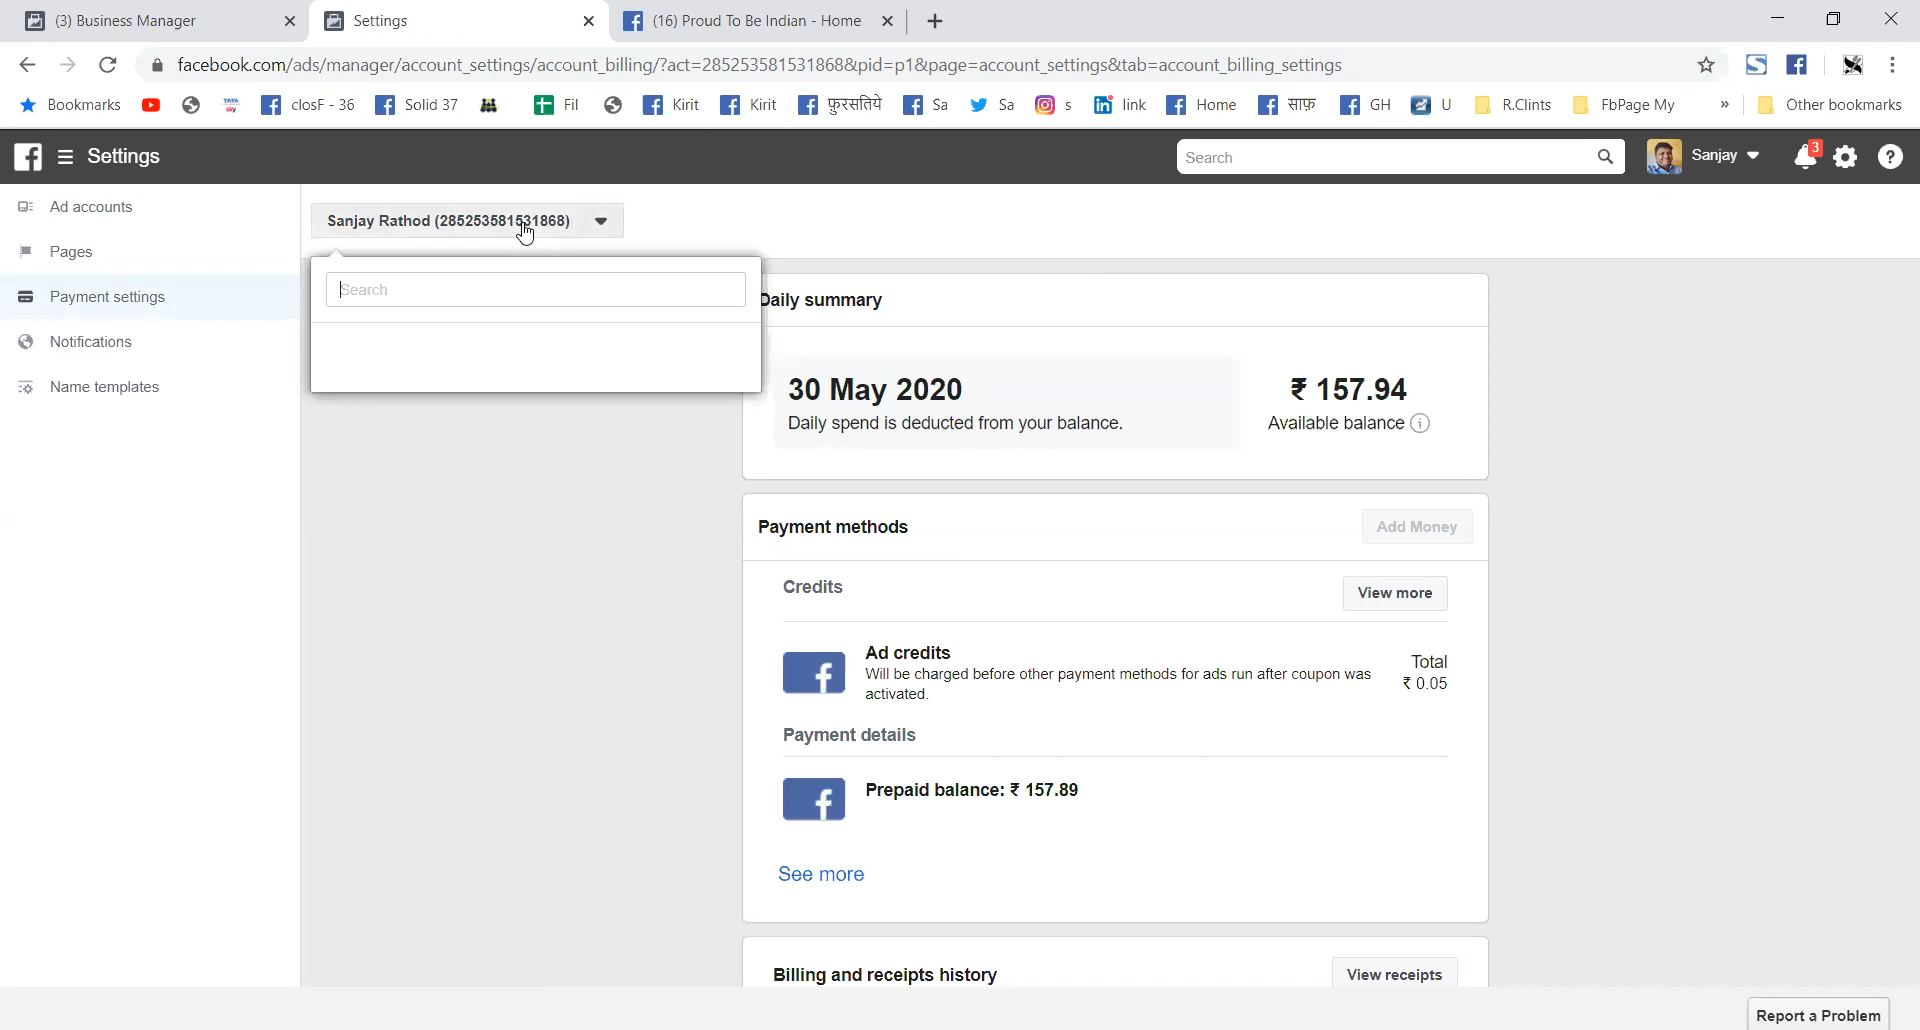 (3) Business Manager
Settings
(16) Proud To Be Indian - Home
facebook.com/ads/manager/account_settings/account_billing/?act=285253581531868&pid=p1&page=account_settings&tab=account_billing_settings
Bookmarks TATA sky closF - 36 Solid 37 Fil Kirit Kirit फ़ुरसतिये Sa Sa s link Home साफ़ GH U R.Clints FbPage My » Other bookmarks
Settings
Search
Sanjay
3
Ad accounts
Pages
Payment settings
Notifications
Name templates
Sanjay Rathod (285253581531868)
Search
Daily summary
30 May 2020
Daily spend is deducted from your balance.
₹ 157.94
Available balance
Payment methods
Add Money
Credits
View more
Ad credits
Will be charged before other payment methods for ads run after coupon was
activated.
Total
₹ 0.05
Payment details
Prepaid balance: ₹ 157.89
See more
Billing and receipts history
View receipts
Report a Problem